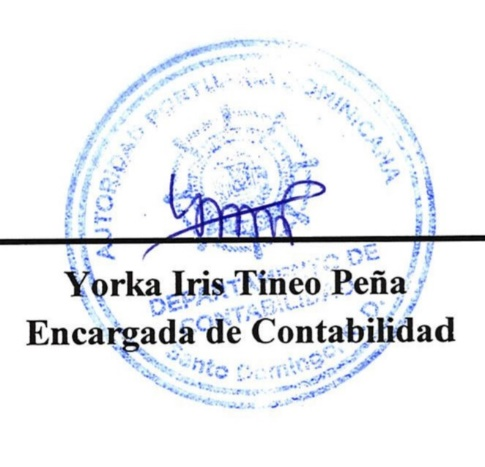 AUTORIDAD PORTUARIA DOMINICANA
Yorka Iris Tineo Peña
DEPARTAMENTO DE
CONTABILIDAD
Encargada de Contabilidad
Santo Domingo, R. D.